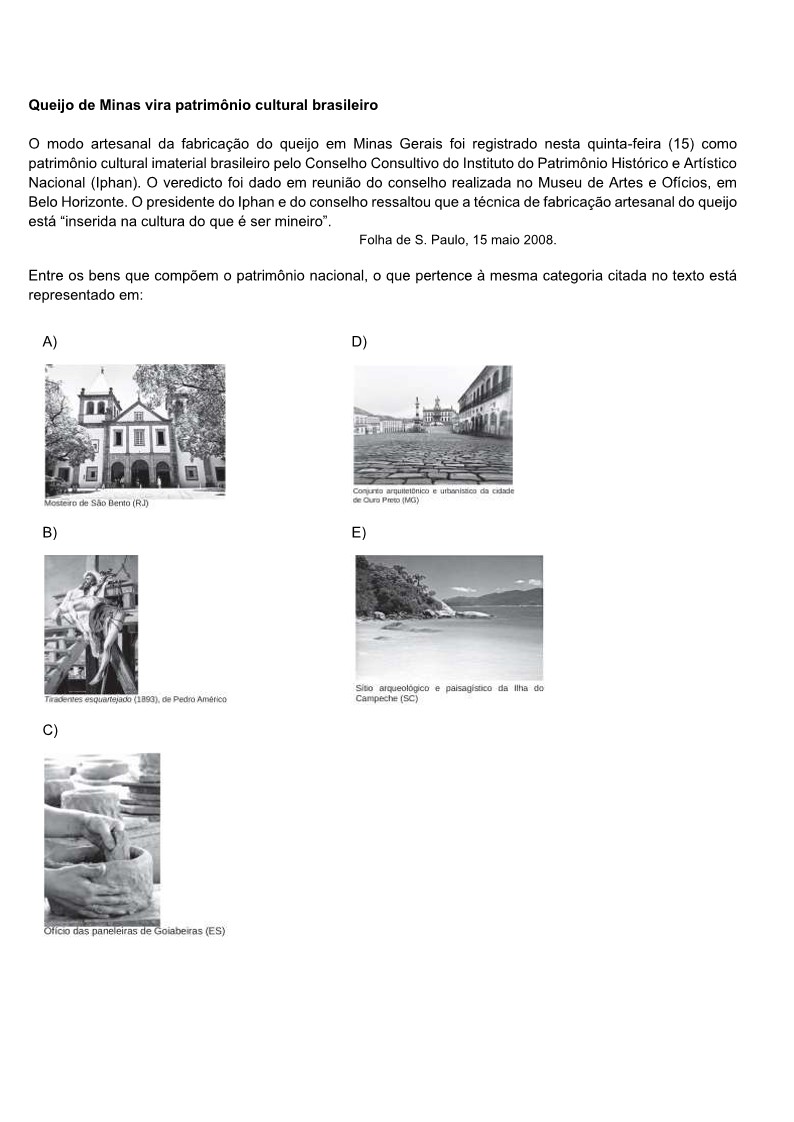 Queijo de Minas vira patrimônio cultural brasileiro
O modo artesanal da fabricação do queijo em Minas Gerais foi registrado nesta quinta-feira (15) como
patrimônio cultural imaterial brasileiro pelo Conselho Consultivo do Instituto do Patrimônio Histórico e Artístico
Nacional (Iphan). O veredicto foi dado em reunião do conselho realizada no Museu de Artes e Ofícios, em
Belo Horizonte. O presidente do Iphan e do conselho ressaltou que a técnica de fabricação artesanal do queijo
está “inserida na cultura do que é ser mineiro”.
Folha de S. Paulo, 15 maio 2008.
Entre os bens que compõem o patrimônio nacional, o que pertence à mesma categoria citada no texto está
representado em:
A)
Mosteiro de São Bento (RJ)
B)
Tiradentes esquartejado (1893), de Pedro Américo
C)
Ofício das paneleiras de Goiabeiras (ES)
D)
Conjunto arquitetônico e urbanístico da cidade
de Ouro Preto (MG)
E)
Sítio arqueológico e paisagístico da Ilha do
Campeche (SC)